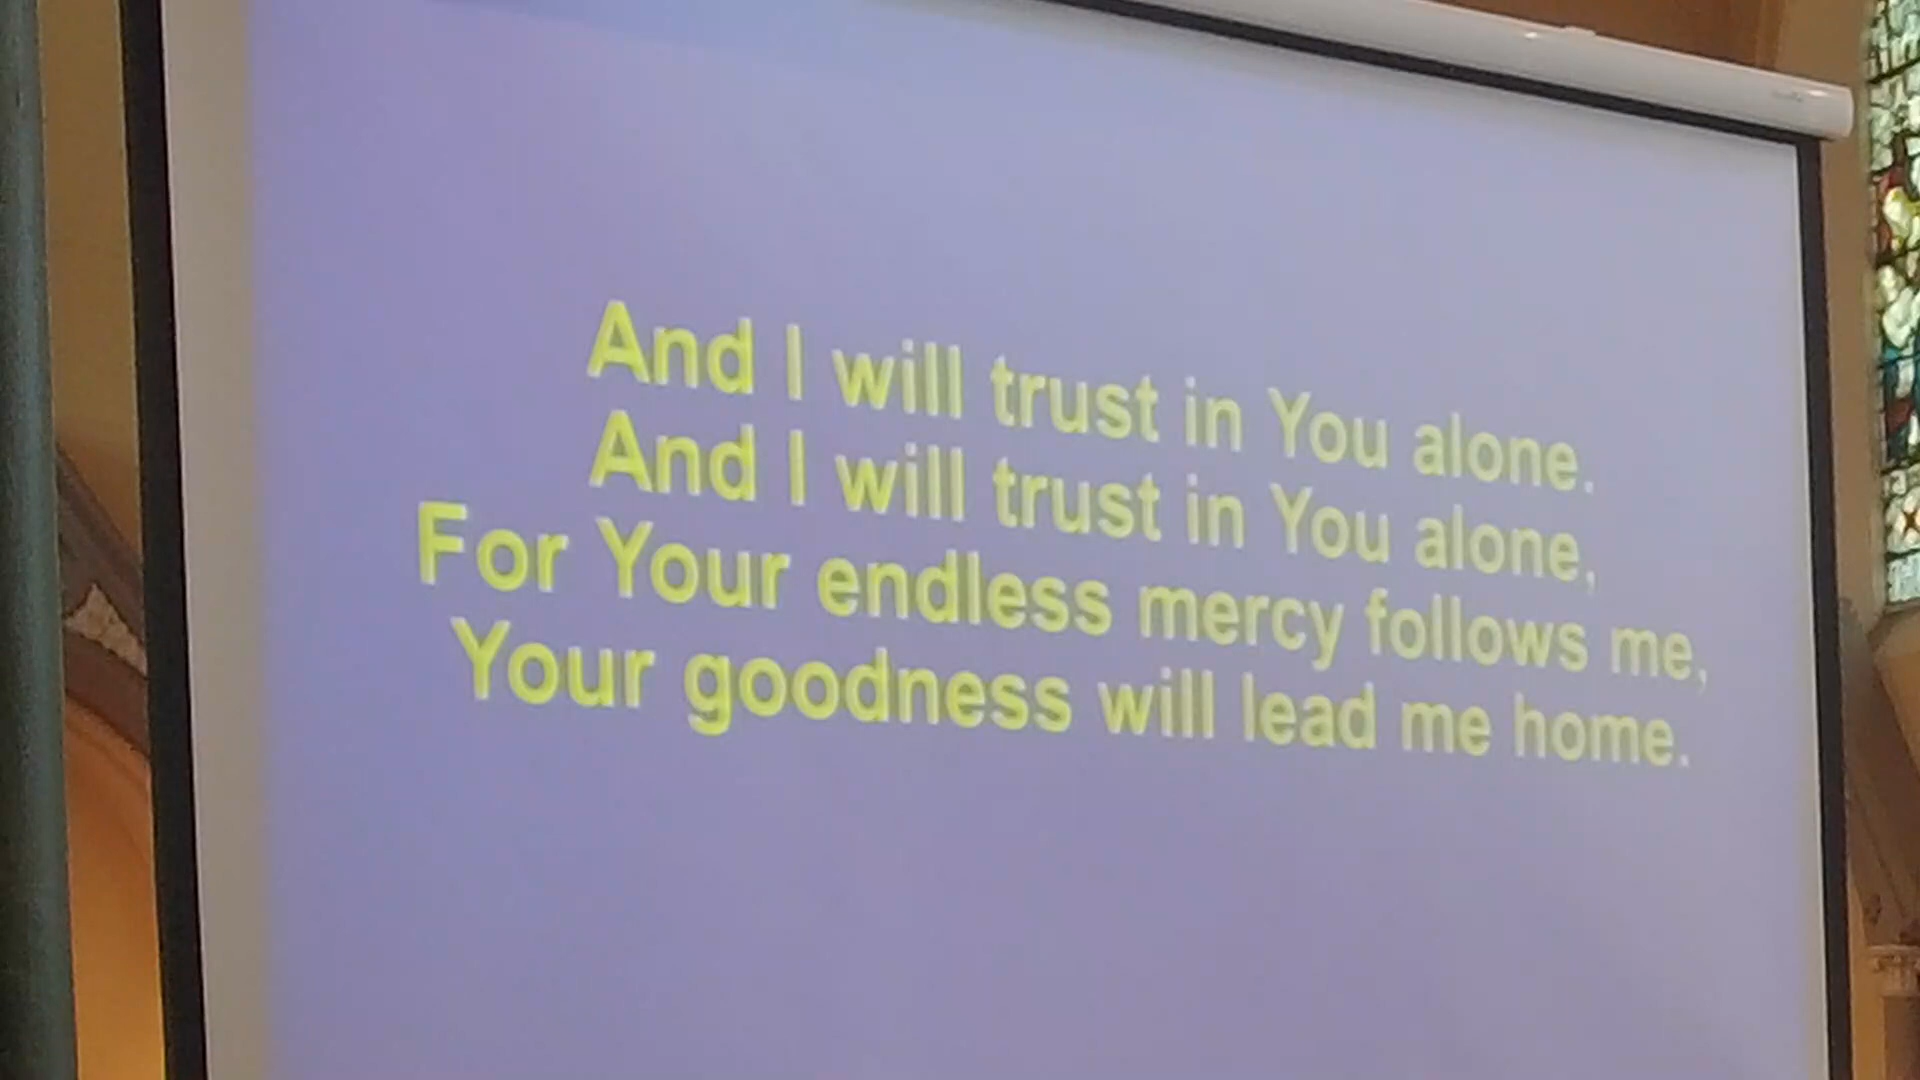 And I will trust in You alone.
And I will trust in You alone,
For Your endless mercy follows me,
Your goodness will lead me home.